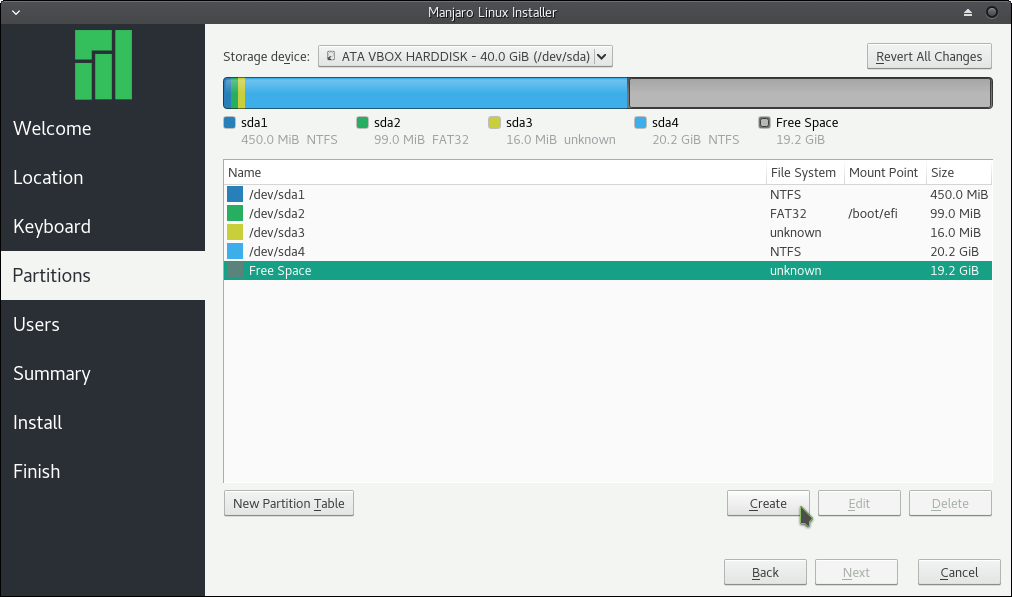 Manjaro Linux Installer
Welcome
Location
Keyboard
Partitions
Users
Summary
Install
Finish
Storage device: ATA VBOX HARDDISK - 40.0 GiB (/dev/sda) Revert All Changes
sda1 sda2 sda3 sda4 Free Space
450.0 MiB NTFS 99.0 MiB FAT32 16.0 MiB unknown 20.2 GiB NTFS 19.2 GiB
Name File System Mount Point Size
/dev/sda1 NTFS 450.0 MiB
/dev/sda2 FAT32 /boot/efi 99.0 MiB
/dev/sda3 unknown 16.0 MiB
/dev/sda4 NTFS 20.2 GiB
Free Space unknown 19.2 GiB
New Partition Table Create Edit Delete
Back Next Cancel